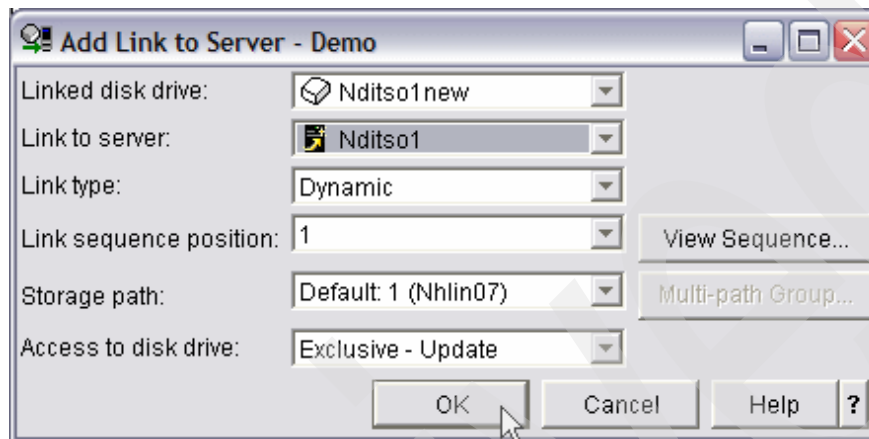 Add Link to Server - Demo
Linked disk drive: Nditso1new
Link to server: Nditso1
Link type: Dynamic
Link sequence position: 1 View Sequence...
Storage path: Default: 1 (Nhlin07) Multi-path Group...
Access to disk drive: Exclusive - Update
OK Cancel Help ?